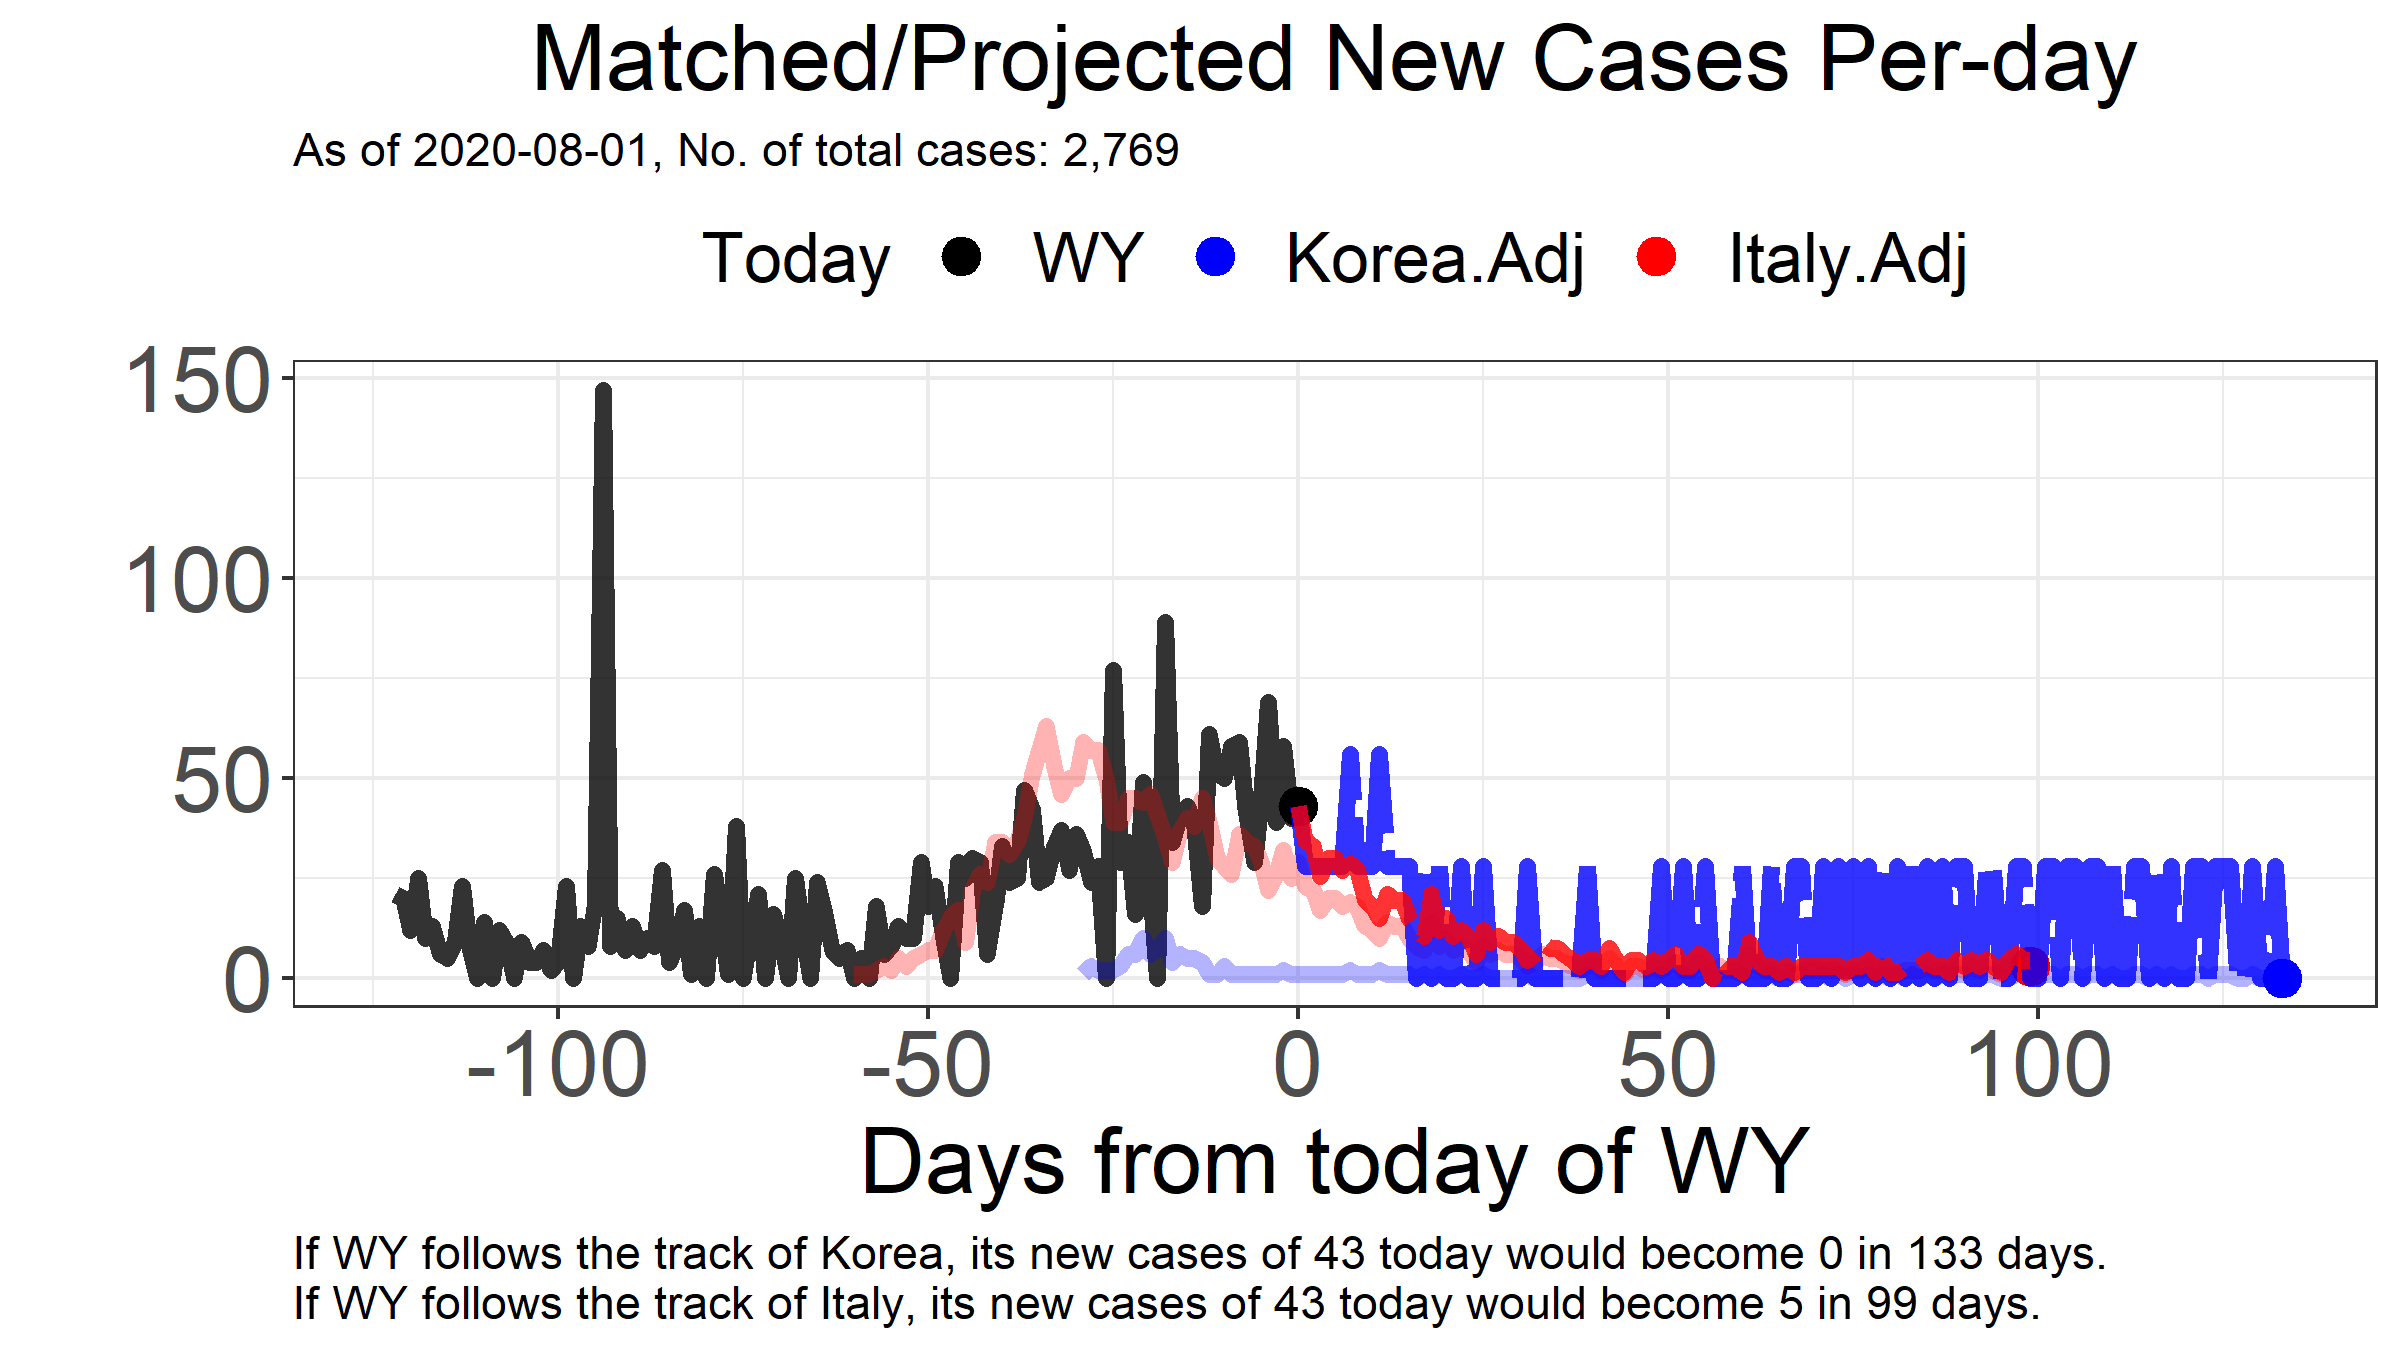 Matched/Projected New Cases Per-day
As of 2020-08-01, No. of total cases: 2,769
Today WY Korea.Adj Italy.Adj
150
100
50
0
-100 -50 0 50 100
Days from today of WY
If WY follows the track of Korea, its new cases of 43 today would become 0 in 133 days.
If WY follows the track of Italy, its new cases of 43 today would become 5 in 99 days.